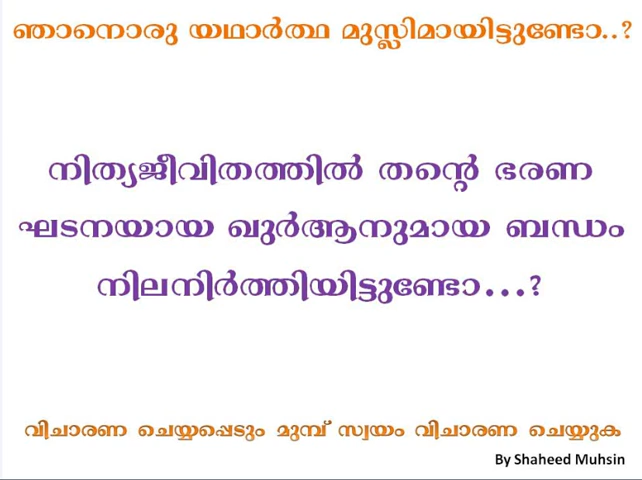 ഞാനൊരു യഥാർത്ഥ മുസ്ലിമായിട്ടുണ്ടോ..?
നിത്യജീവിതത്തിൽ തന്റെ ഭരണ
ഘടനയായ ഖുർആനുമായ ബന്ധം
നിലനിർത്തിയിട്ടുണ്ടോ...?
വിചാരണ ചെയ്യപ്പെടും മുമ്പ് സ്വയം വിചാരണ ചെയ്യുക
By Shaheed Muhsin